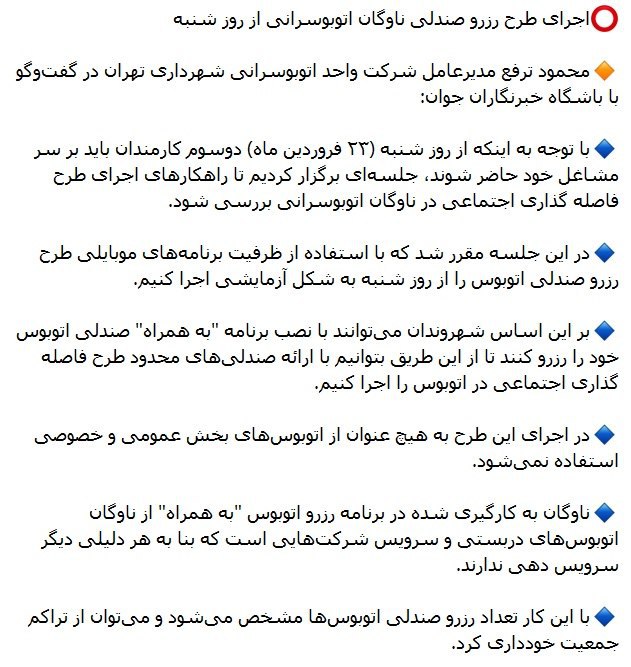 ⭕اجرای طرح رزرو صندلی ناوگان اتوبوسرانی از روز شنبه
🔶محمود ترفع مدیرعامل شرکت واحد اتوبوسرانی شهرداری تهران در گفت‌وگو
با باشگاه خبرنگاران جوان:
🔷با توجه به اینکه از روز شنبه (۲۳ فروردین ماه) دوسوم کارمندان باید بر سر
مشاغل خود حاضر شوند، جلسه‌ای برگزار کردیم تا راهکارهای اجرای طرح
فاصله گذاری اجتماعی در ناوگان اتوبوسرانی بررسی شود.
🔷در این جلسه مقرر شد که با استفاده از ظرفیت برنامه‌های موبایلی طرح
رزرو صندلی اتوبوس را از روز شنبه به شکل آزمایشی اجرا کنیم.
🔷بر این اساس شهروندان می‌توانند با نصب برنامه "به همراه" صندلی اتوبوس
خود را رزرو کنند تا از این طریق بتوانیم با ارائه صندلی‌های محدود طرح فاصله
گذاری اجتماعی در اتوبوس را اجرا کنیم.
🔷در اجرای این طرح به هیچ عنوان از اتوبوس‌های بخش عمومی و خصوصی
استفاده نمی‌شود.
🔷ناوگان به کارگیری شده در برنامه رزرو اتوبوس "به همراه" از ناوگان
اتوبوس‌های دربستی و سرویس شرکت‌هایی است که بنا به هر دلیلی دیگر
سرویس دهی ندارند.
🔷با این کار تعداد رزرو صندلی اتوبوس‌ها مشخص می‌شود و می‌توان از تراکم
جمعیت خودداری کرد.